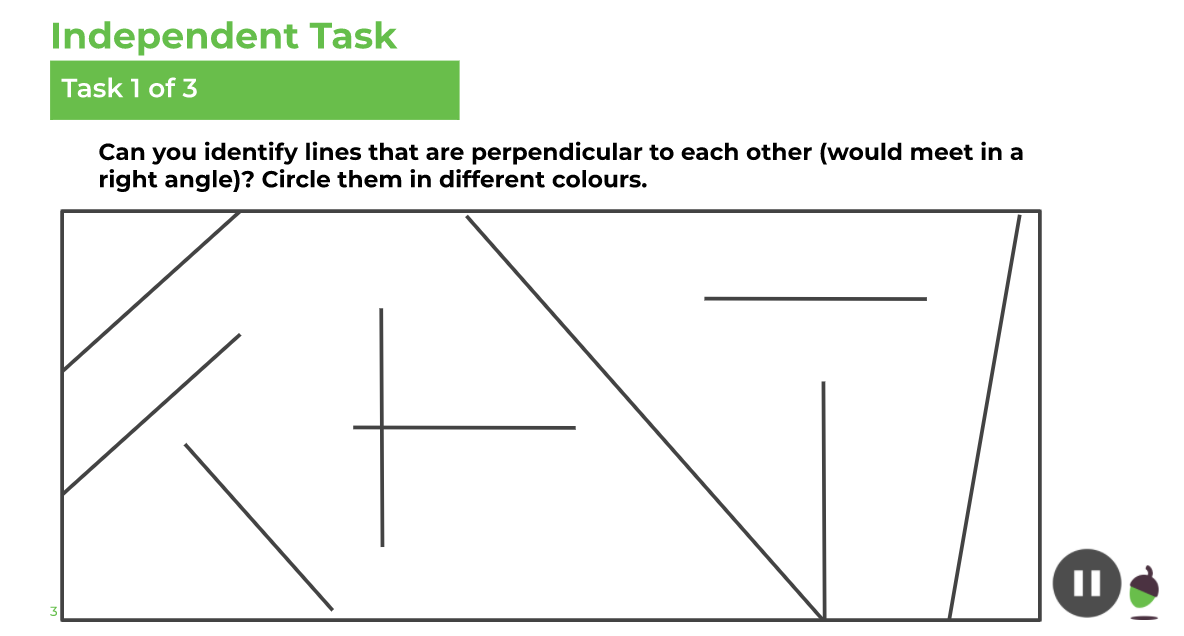 Independent Task
Task 1 of 3
Can you identify lines that are perpendicular to each other (would meet in a
right angle)? Circle them in different colours.
3